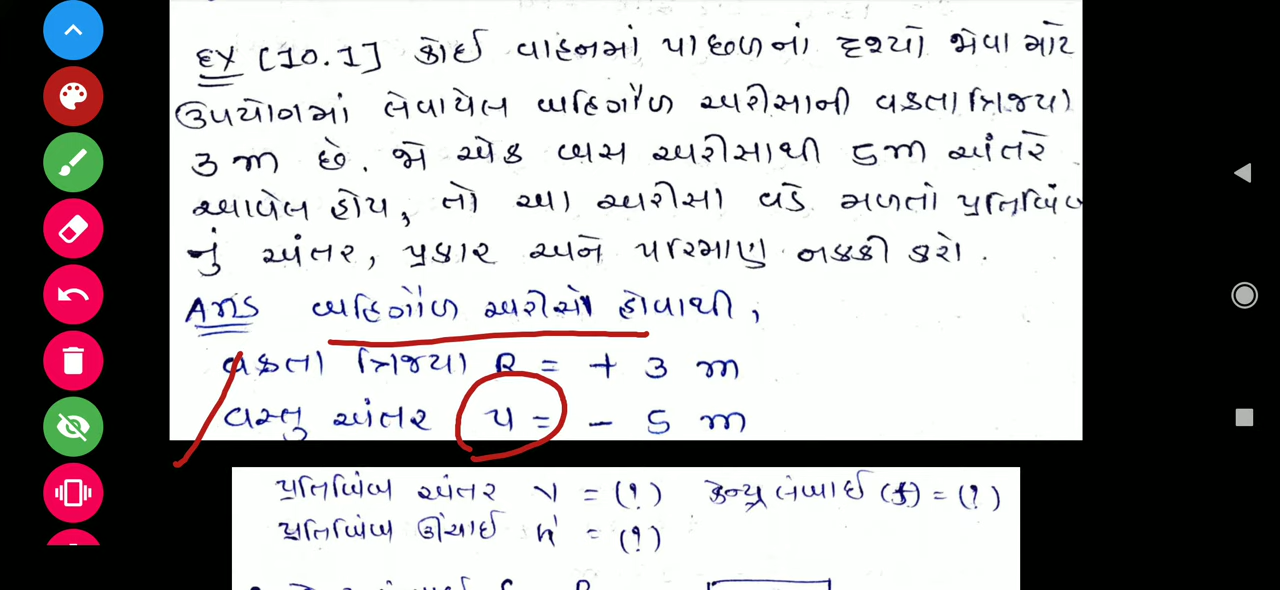 Ex [10.1] કોઈ વાહનમાં પાછળનાં દ્રશ્યો જોવા માટે
ઉપયોગમાં લેવાયેલ બહિર્ગોળ અરીસાની વક્રતાત્રિજ્યા
3 m છે. જો એક બસ અરીસાથી 5m અંતરે
આવેલ હોય, તો આ અરીસા વડે મળતો પ્રતિબિંબ
નું અંતર, પ્રકાર અને પરિમાણ નક્કી કરો.
Ans બહિર્ગોળ અરીસો હોવાથી,
વક્રતા ત્રિજ્યા R = + 3 m
વસ્તુ અંતર u = - 5 m
પ્રતિબિંબ અંતર v = (?) કેન્દ્ર લંબાઈ (f) = (?)
પ્રતિબિંબ ઊંચાઈ h' = (?)